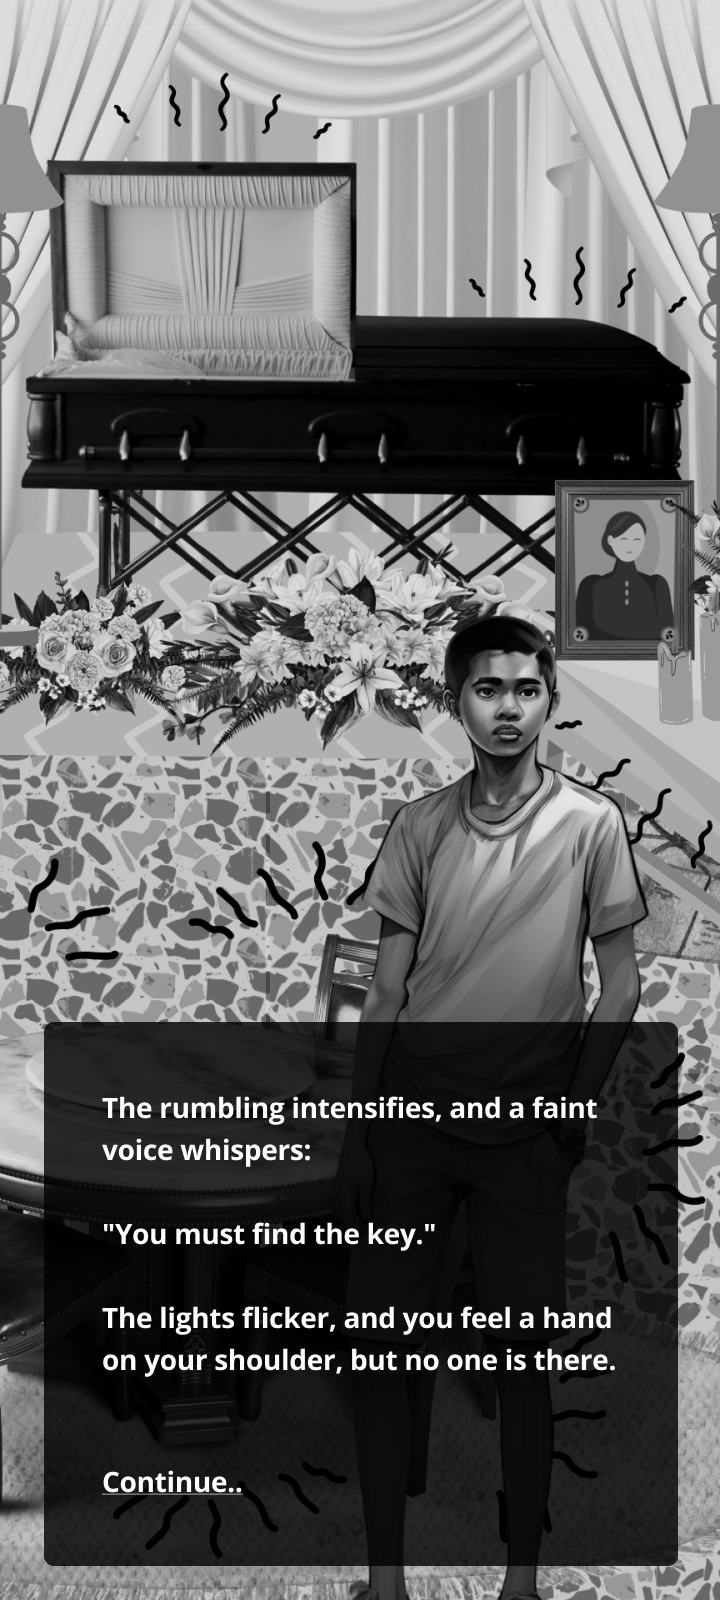 The rumbling intensifies, and a faint
voice whispers:
"You must find the key."
The lights flicker, and you feel a hand
on your shoulder, but no one is there.
Continue..